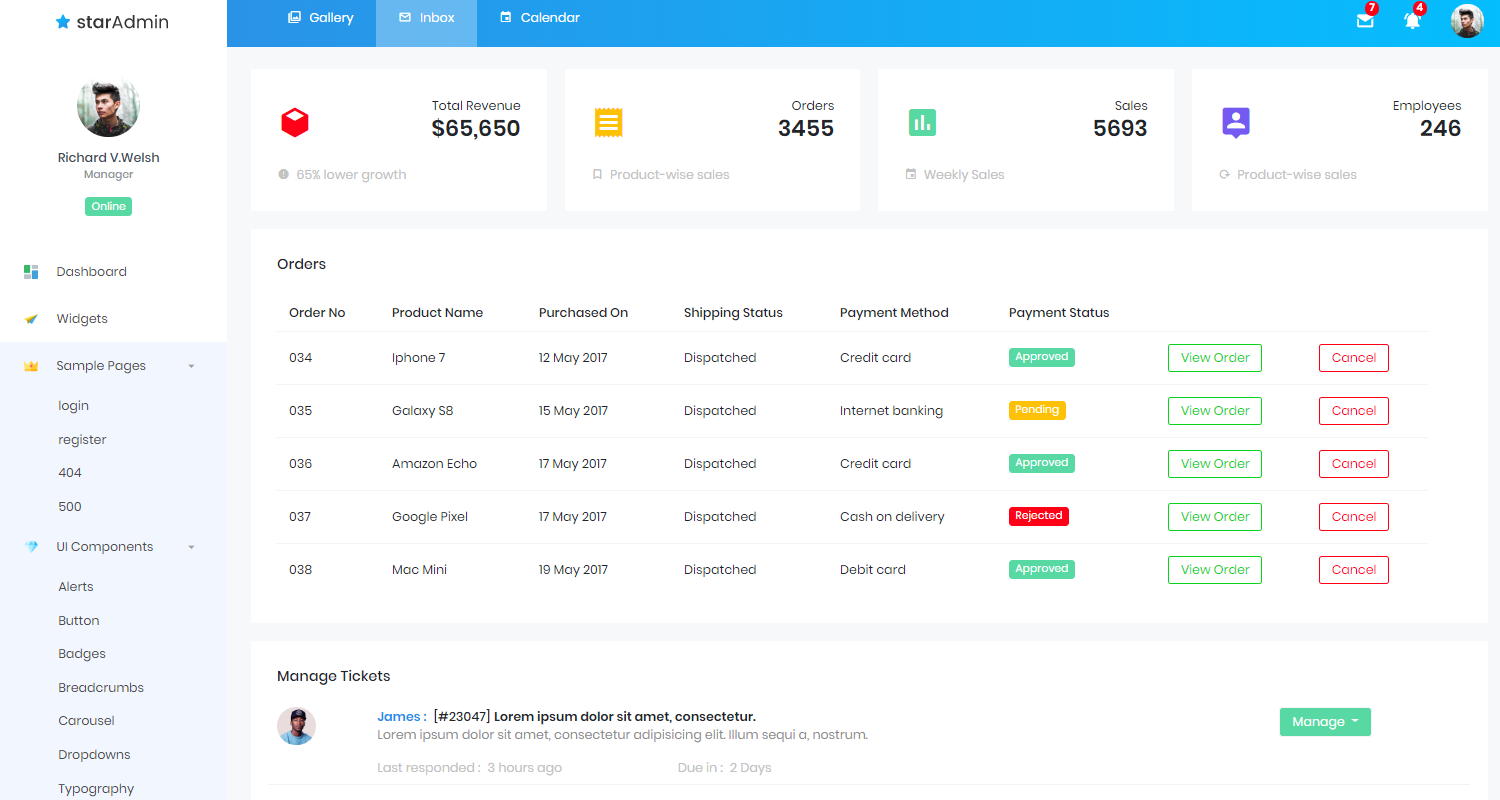 starAdmin
Gallery Inbox Calendar 7 4
Richard V.Welsh
Manager
Online
Dashboard
Widgets
Sample Pages
login
register
404
500
UI Components
Alerts
Button
Badges
Breadcrumbs
Carousel
Dropdowns
Typography
Total Revenue
$65,650
65% lower growth
Orders
3455
Product-wise sales
Sales
5693
Weekly Sales
Employees
246
Product-wise sales
Orders
Order No Product Name Purchased On Shipping Status Payment Method Payment Status
034 Iphone 7 12 May 2017 Dispatched Credit card Approved View Order Cancel
035 Galaxy S8 15 May 2017 Dispatched Internet banking Pending View Order Cancel
036 Amazon Echo 17 May 2017 Dispatched Credit card Approved View Order Cancel
037 Google Pixel 17 May 2017 Dispatched Cash on delivery Rejected View Order Cancel
038 Mac Mini 19 May 2017 Dispatched Debit card Approved View Order Cancel
Manage Tickets
James : [#23047] Lorem ipsum dolor sit amet, consectetur.
Lorem ipsum dolor sit amet, consectetur adipisicing elit. Illum sequi a, nostrum.
Manage
Last responded : 3 hours ago Due in : 2 Days